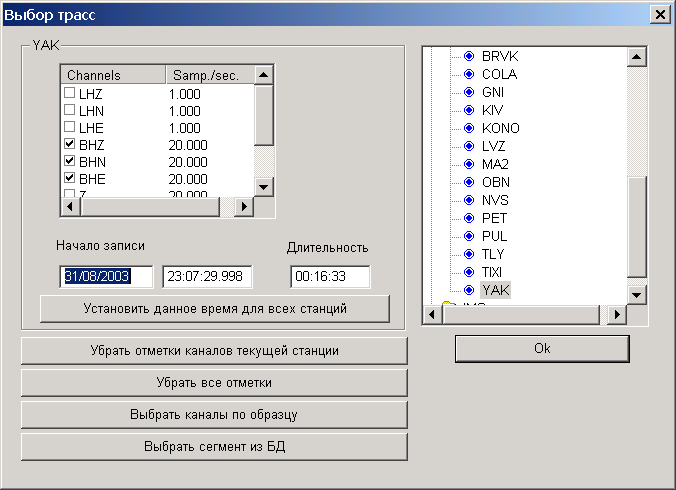 Выбор трасс
YAK
Channels Samp./sec.
LHZ 1.000
LHN 1.000
LHE 1.000
BHZ 20.000
BHN 20.000
BHE 20.000
Z 20.000
Начало записи Длительность
31/08/2003 23:07:29.998 00:16:33
Установить данное время для всех станций
Убрать отметки каналов текущей станции
Убрать все отметки
Выбрать каналы по образцу
Выбрать сегмент из БД
BRVK
COLA
GNI
KIV
KONO
LVZ
MA2
OBN
NVS
PET
PUL
TLY
TIXI
YAK
Ok